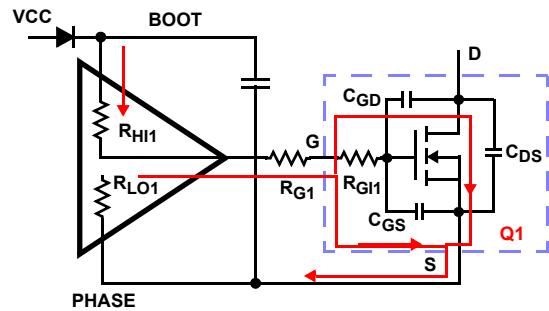 VCC
BOOT
D
CGD
RHI1
G
CDS
RLO1
RG1
RGI1
CGS
Q1
S
PHASE